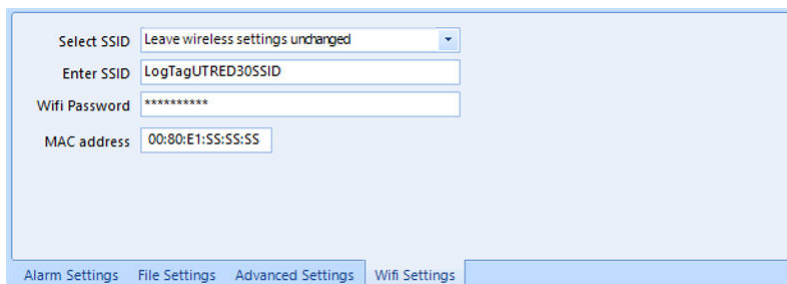 Select SSID Leave wireless settings unchanged
Enter SSID LogTagUTRED30SSID
Wifi Password **********
MAC address 00:80:E1:SS:SS:SS
Alarm Settings File Settings Advanced Settings Wifi Settings